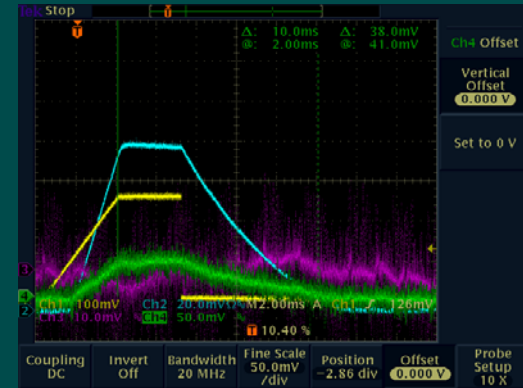 Tek Stop
T
T
Δ: 10.0ms Δ: 38.0mV
@: 2.00ms @: 41.0mV
Ch4 Offset
Vertical
Offset
0.000 V
Set to 0 V
3
4
2
Ch1 100mV Ch2 20.0mV M 2.00ms A Ch1 126mV
Ch3 10.0mV Ch4 50.0mV
T 10.40 %
Coupling
DC
Invert
Off
Bandwidth
20 MHz
Fine Scale
50.0mV
/div
Position
-2.86 div
Offset
0.000 V
Probe
Setup
10 X